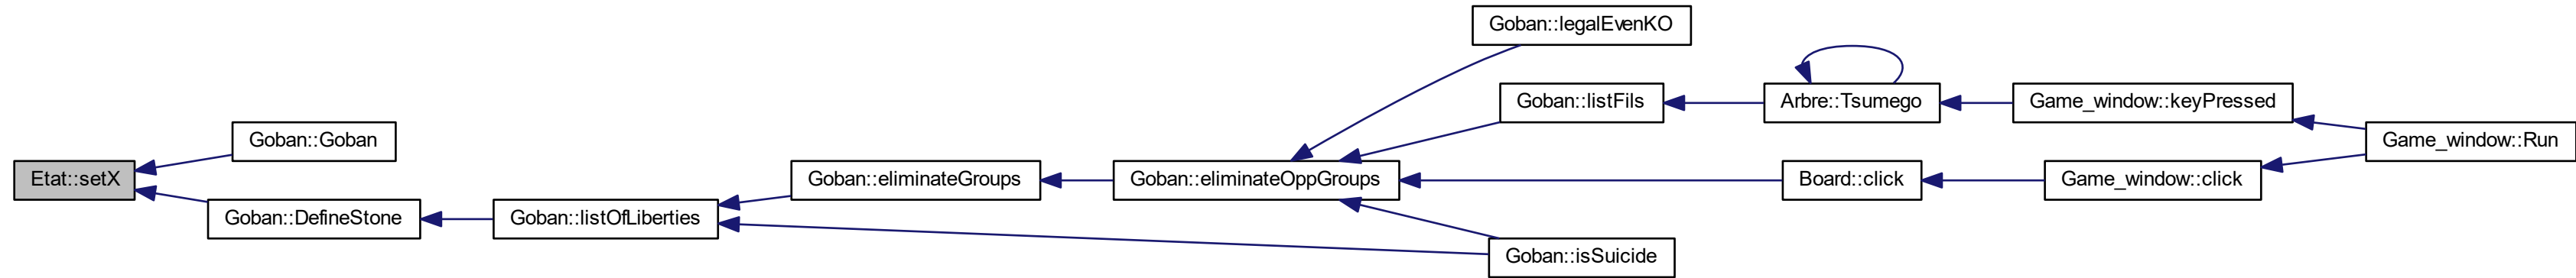 Etat::setX
Goban::Goban
Goban::DefineStone
Goban::listOfLiberties
Goban::eliminateGroups
Goban::eliminateOppGroups
Goban::legalEvenKO
Goban::listFils
Arbre::Tsumego
Game_window::keyPressed
Game_window::Run
Board::click
Game_window::click
Goban::isSuicide